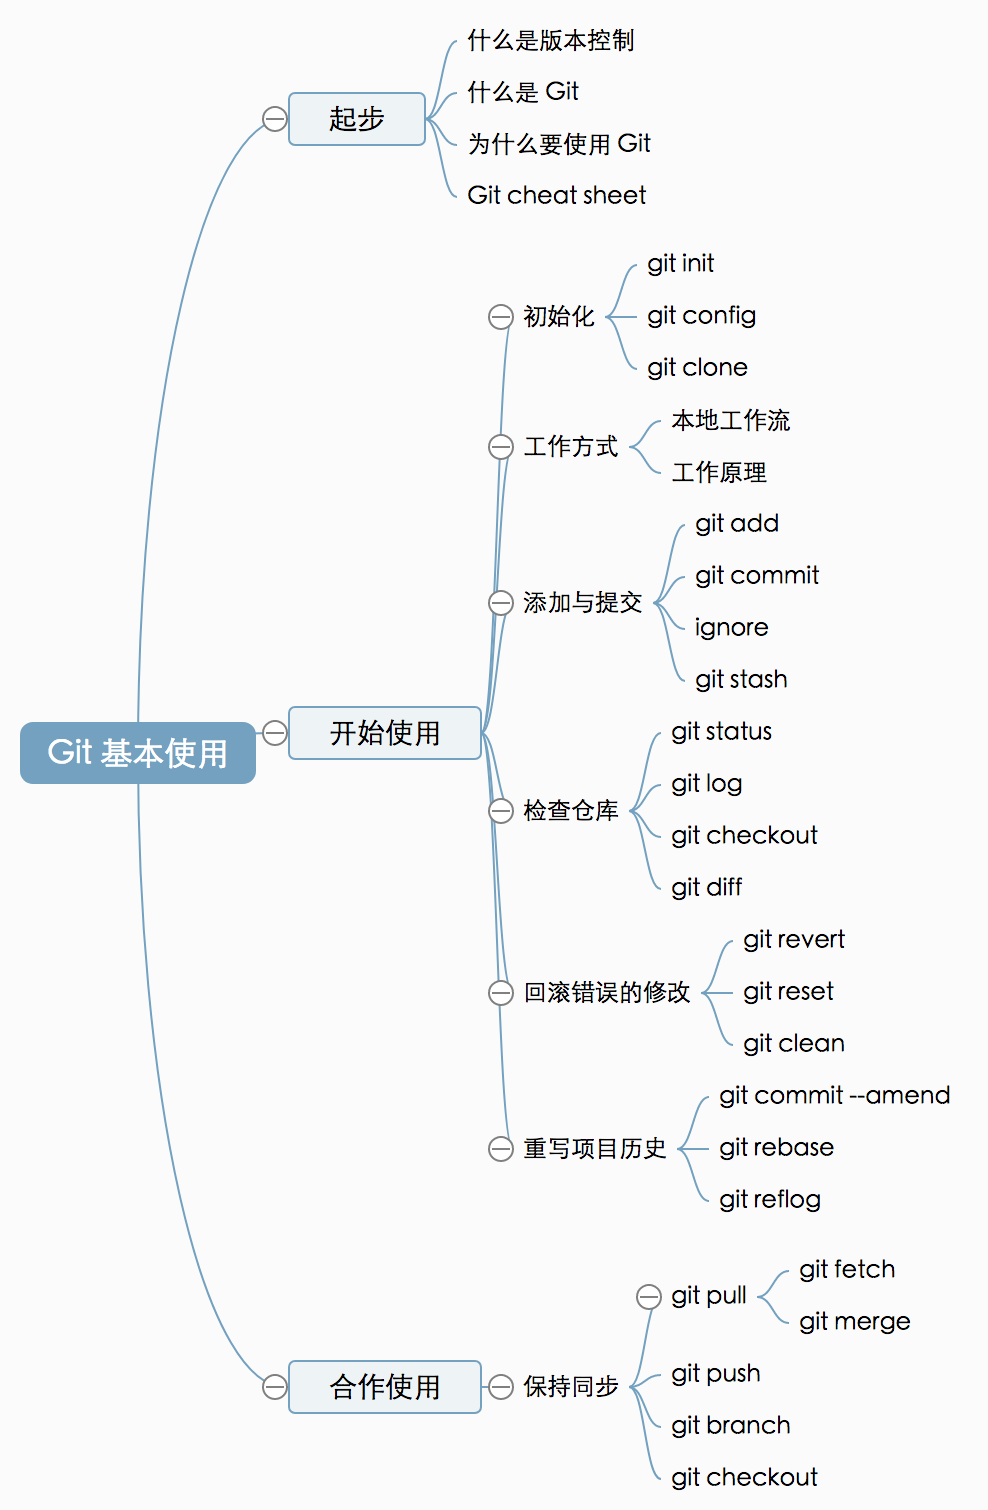 Git 基本使用
起步
什么是版本控制
什么是 Git
为什么要使用 Git
Git cheat sheet
开始使用
初始化
git init
git config
git clone
工作方式
本地工作流
工作原理
添加与提交
git add
git commit
ignore
git stash
检查仓库
git status
git log
git checkout
git diff
回滚错误的修改
git revert
git reset
git clean
重写项目历史
git commit --amend
git rebase
git reflog
合作使用
保持同步
git pull
git fetch
git merge
git push
git branch
git checkout